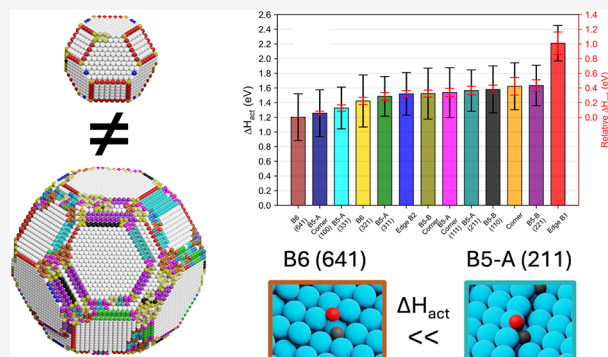 2.6
2.4
2.2
2.0
1.8
1.6
1.4
1.2
1.0
0.8
0.6
0.4
0.2
0.0
ΔHact (eV)
1.4
1.2
1.0
0.8
0.6
0.4
0.2
0.0
Relative ΔH (eV)
B6
(641)
B5-A
Corner
(100)
B5-A
(331)
B6
(321)
B5-A
(311)
Edge B2
B5-B
Corner
B5-A
Corner
(111)
B5-A
(211)
B5-B
(110)
Corner
B5-B
(221)
Edge B1
≠
B6 (641)
B5-A (211)
ΔHact
<<